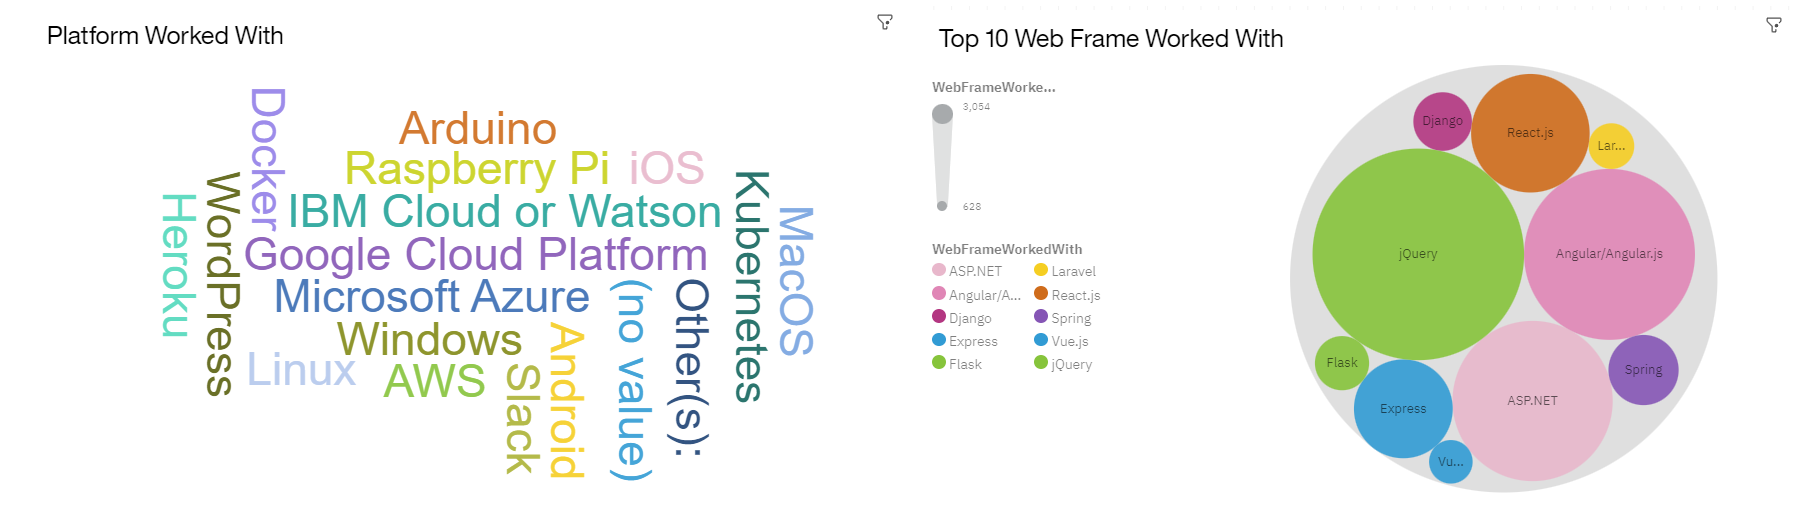 Platform Worked With
Docker
Arduino
Raspberry Pi
iOS
Kubernetes
WordPress
Heroku
IBM Cloud or Watson
MacOS
Google Cloud Platform
Microsoft Azure
(no value)
Other(s):
Windows
Android
Linux
AWS
Slack
Top 10 Web Frame Worked With
WebFrameWorke...
3,054
628
WebFrameWorkedWith
ASP.NET
Laravel
Angular/A...
React.js
Django
Spring
Express
Vue.js
Flask
jQuery
Django
React.js
Lar...
jQuery
Angular/Angular.js
Flask
Spring
Express
ASP.NET
Vu...